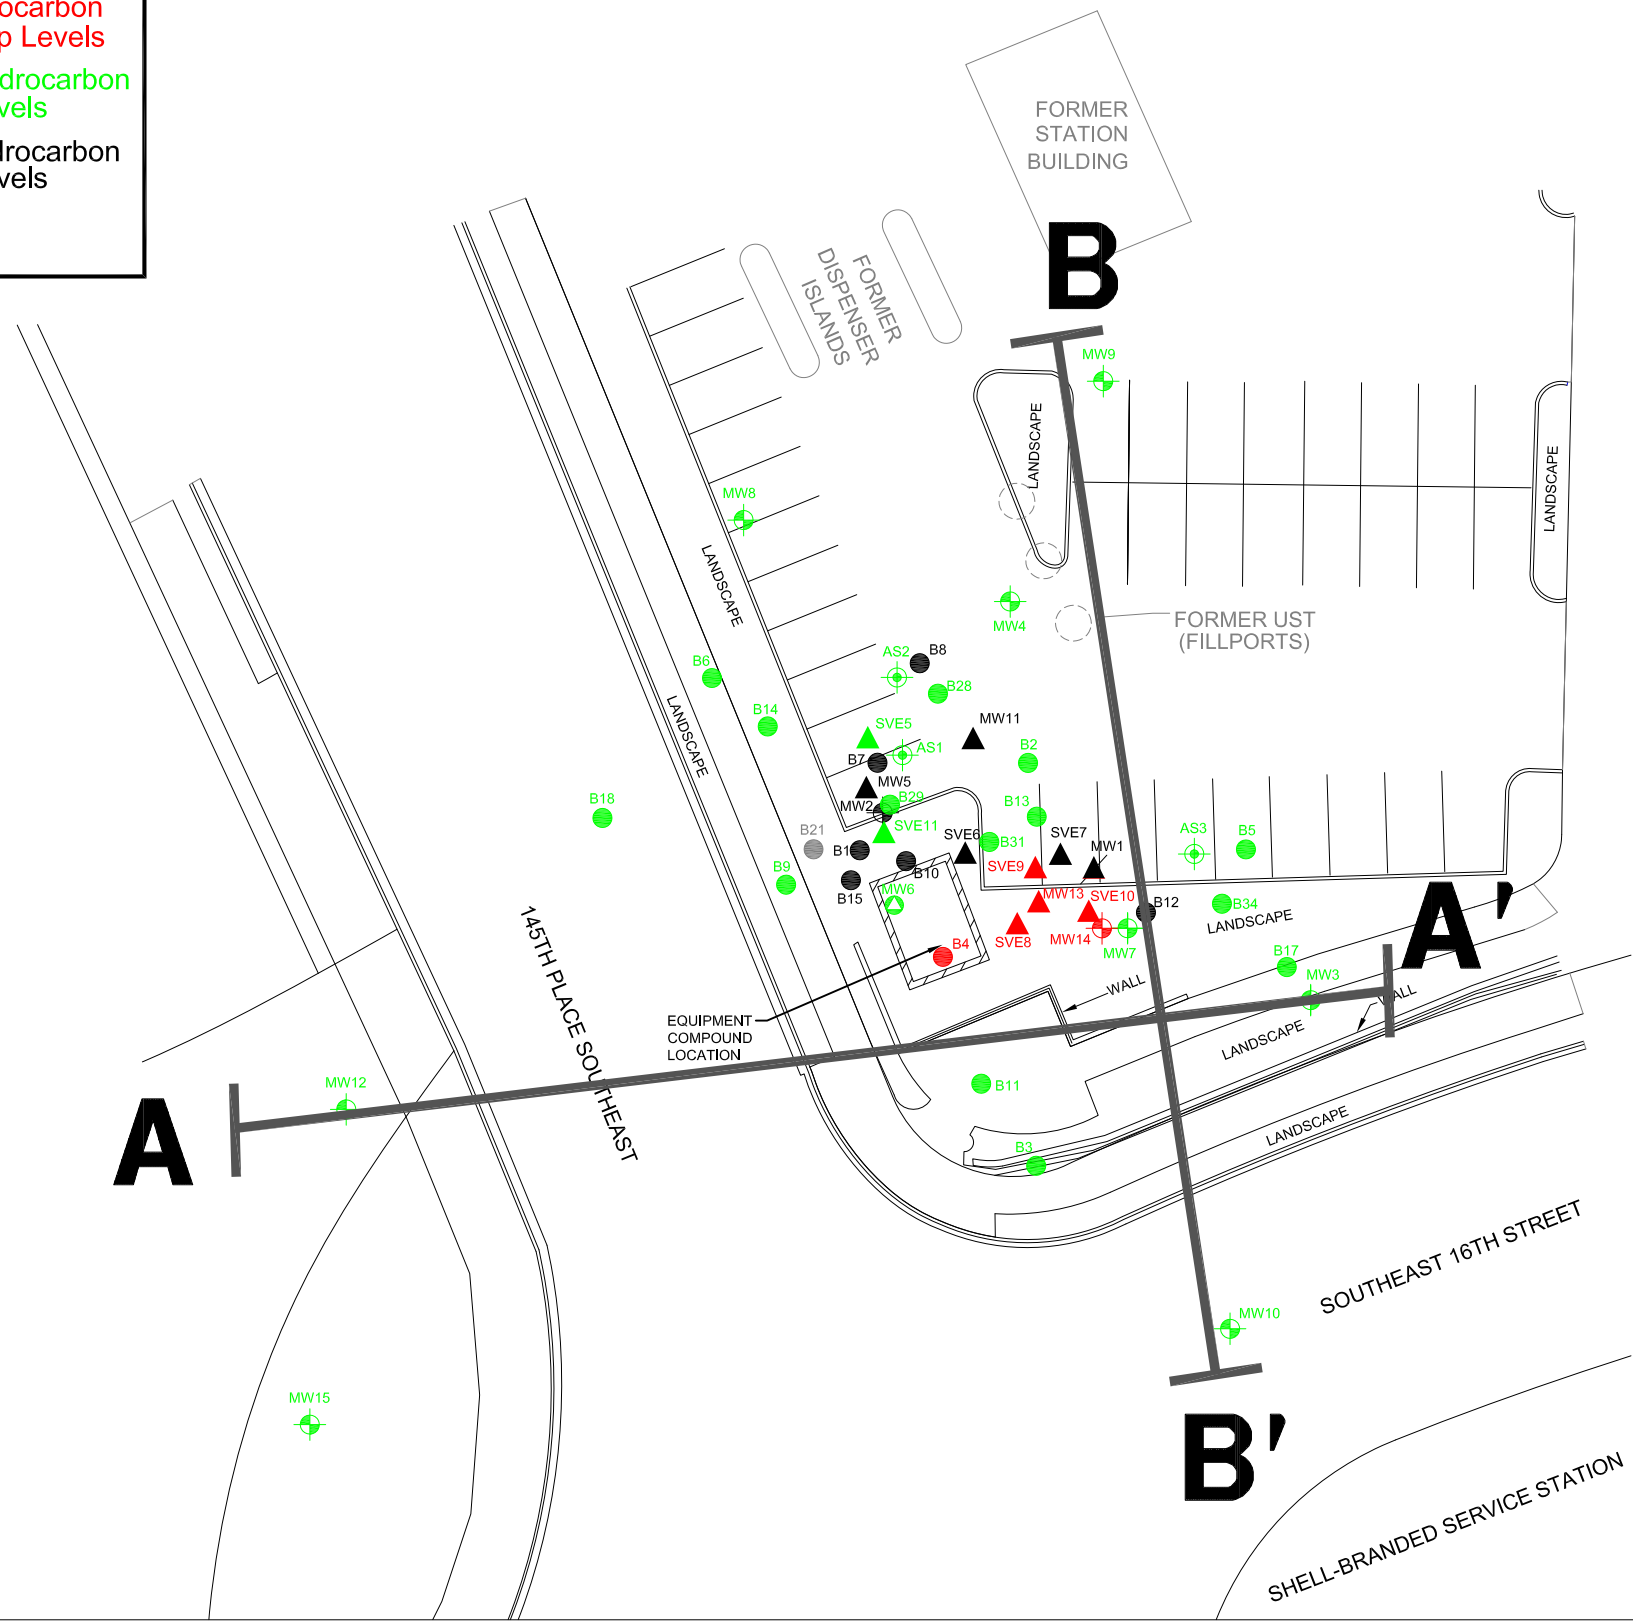 ocarbon
p Levels
drocarbon
vels
drocarbon
vels
FORMER
STATION
BUILDING
B
FORMER
DISPENSER
ISLANDS
MW9
LANDSCAPE
LANDSCAPE
MW8
LANDSCAPE
MW4
FORMER UST
(FILLPORTS)
B6
AS2
B8
B28
B14
LANDSCAPE
SVE5
MW11
B7
AS1
B2
MW5
B18
MW2
B29
B13
SVE11
B21
B1
SVE6
B31
SVE7
MW1
AS3
B5
B9
B10
SVE9
B15
MW6
MW13
SVE10
B12
B34
LANDSCAPE
A'
SVE8
MW14
MW7
B4
B17
MW3
WALL
WALL
145TH PLACE SOUTHEAST
EQUIPMENT
COMPOUND
LOCATION
LANDSCAPE
MW12
B11
A
LANDSCAPE
B3
SOUTHEAST 16TH STREET
MW10
MW15
B'
SHELL-BRANDED SERVICE STATION